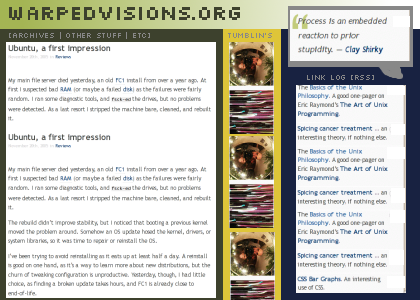 WARPEDVISIONS.ORG
[ARCHIVES | OTHER STUFF | ETC]
Ubuntu, a first impression
Reviews
My main file server died yesterday, an old FC1 install from over a year ago. At
first I suspected bad RAM (or maybe a failed disk) as the failures were fairly
random. I ran some diagnostic tools, and fsck-ed the drives, but no problems were
detected. As a last resort I stripped the machine bare, cleaned, and rebuilt
it.
Ubuntu, a first impression
Reviews
My main file server died yesterday, an old FC1 install from over a year ago. At
first I suspected bad RAM (or maybe a failed disk) as the failures were fairly
random. I ran some diagnostic tools, and fsck-ed the drives, but no problems were
detected. As a last resort I stripped the machine bare, cleaned, and rebuilt
it.
The rebuild didn't improve stability, but I noticed that booting a previous kernel
moved the problem around. Somehow an OS update hosed the kernel, drivers, or
system libraries, so it was time to repair or reinstall the OS.
I've been trying to avoid reinstalling as it eats up at least half a day. A reinstall
is good on one hand, as it's a way to learn more about new distributions, but the
churn of tweaking configuration is unproductive. Yesterday, though, I had little
choice, as finding a broken update takes hours, and FC1 is already close to
end-of-life.
TUMBLIN'S
Process is an embedded
reaction to prior
stupidity. — Clay Shirky
LINK LOG [RSS]
The Basics of the Unix
Philosophy. A good one-pager on
Eric Raymond's The Art of Unix
Programming.
Spicing cancer treatment ... an
interesting theory. If nothing else.
The Basics of the Unix
Philosophy. A good one-pager on
Eric Raymond's The Art of Unix
Programming.
Spicing cancer treatment ... an
interesting theory. If nothing else.
The Basics of the Unix
Philosophy. A good one-pager on
Eric Raymond's The Art of Unix
Programming.
Spicing cancer treatment ... an
interesting theory. If nothing else.
CSS Bar Graphs. An interesting
use of CSS.